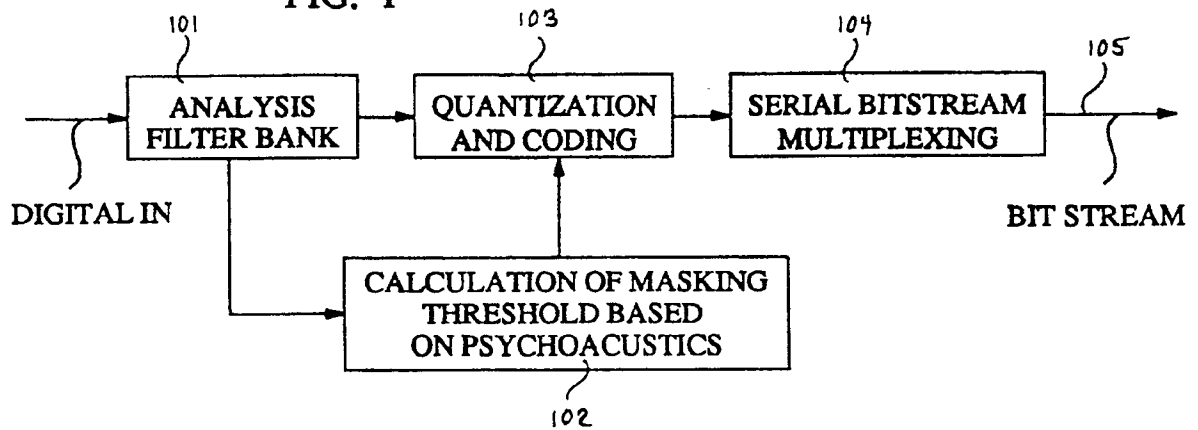 FIG. 1
101
103
104
105
ANALYSIS
FILTER BANK
QUANTIZATION
AND CODING
SERIAL BITSTREAM
MULTIPLEXING
DIGITAL IN
BIT STREAM
CALCULATION OF MASKING
THRESHOLD BASED
ON PSYCHOACUSTICS
102